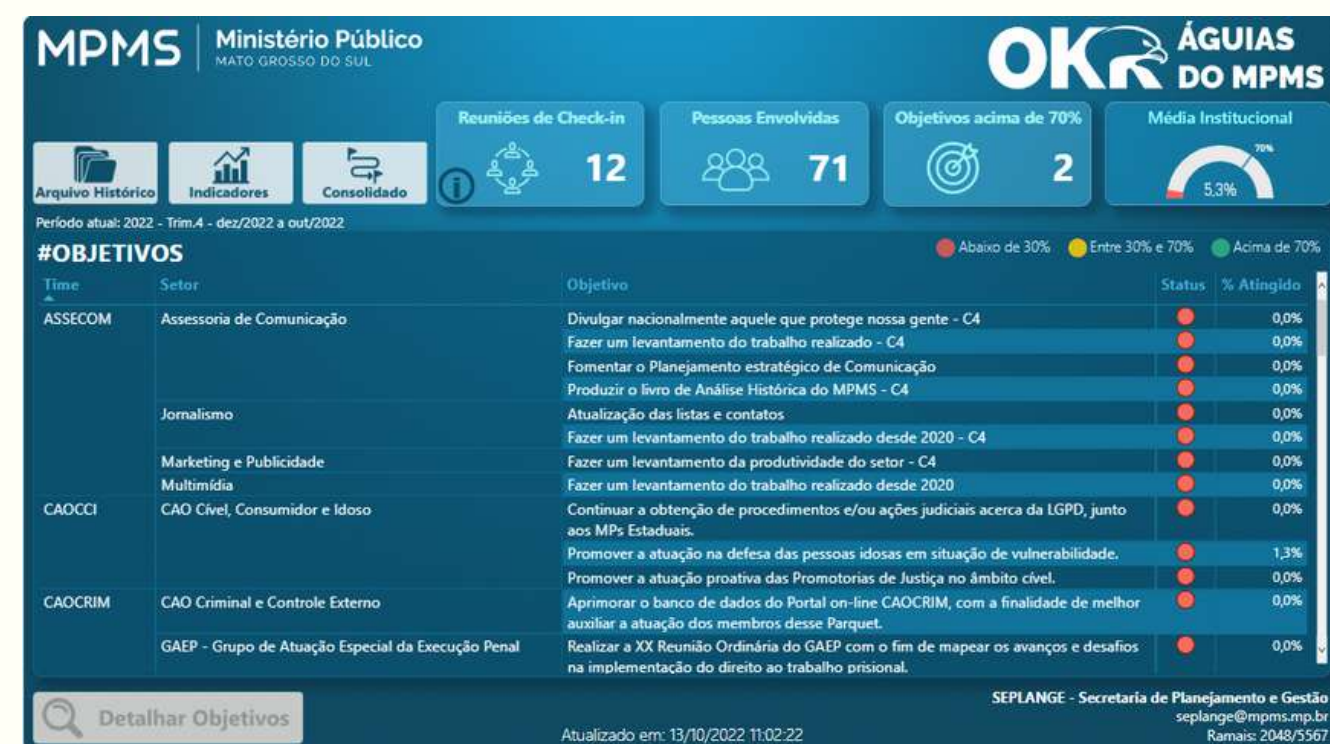 MPMS Ministério Público
MATO GROSSO DO SUL
OKR ÁGUIAS
DO MPMS
Reuniões de Check-in
12
Pessoas Envolvidas
71
Objetivos acima de 70%
2
Média Institucional
70%
5,3%
Arquivo Histórico
Indicadores
Consolidado
Período atual: 2022 - Trim.4 - dez/2022 a out/2022
#OBJETIVOS
Abaixo de 30% Entre 30% e 70% Acima de 70%
Time Setor Objetivo Status % Atingido
ASSECOM Assessoria de Comunicação Divulgar nacionalmente aquele que protege nossa gente - C4 0,0%
Fazer um levantamento do trabalho realizado - C4 0,0%
Fomentar o Planejamento estratégico de Comunicação 0,0%
Produzir o livro de Análise Histórica do MPMS - C4 0,0%
Jornalismo Atualização das listas e contatos 0,0%
Fazer um levantamento do trabalho realizado desde 2020 - C4 0,0%
Marketing e Publicidade Fazer um levantamento da produtividade do setor - C4 0,0%
Multimídia Fazer um levantamento do trabalho realizado desde 2020 0,0%
CAOCCI CAO Cível, Consumidor e Idoso Continuar a obtenção de procedimentos e/ou ações judiciais acerca da LGPD, junto 0,0%
aos MPs Estaduais.
Promover a atuação na defesa das pessoas idosas em situação de vulnerabilidade. 1,3%
Promover a atuação proativa das Promotorias de Justiça no âmbito cível. 0,0%
CAOCRIM CAO Criminal e Controle Externo Aprimorar o banco de dados do Portal on-line CAOCRIM, com a finalidade de melhor 0,0%
auxiliar a atuação dos membros desse Parquet.
GAEP - Grupo de Atuação Especial da Execução Penal Realizar a XX Reunião Ordinária do GAEP com o fim de mapear os avanços e desafios 0,0%
na implementação do direito ao trabalho prisional.
Detalhar Objetivos
Atualizado em: 13/10/2022 11:02:22
SEPLANGE - Secretaria de Planejamento e Gestão
seplange@mpms.mp.br
Ramais: 2048/5567